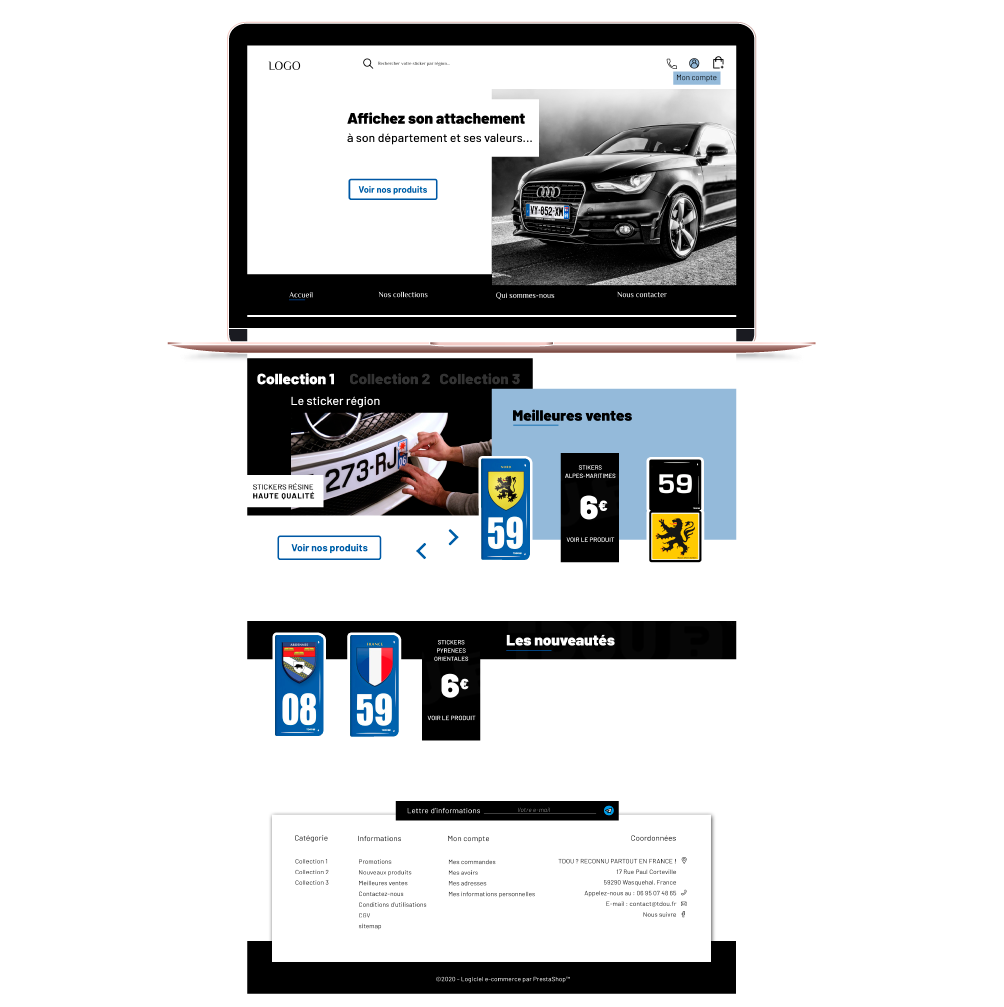 LOGO
Rechercher votre sticker par région...
Mon compte
Affichez son attachement
à son département et ses valeurs...
Voir nos produits
VY-852-XM
Accueil
Nos collections
Qui sommes-nous
Nous contacter
Collection 1
Collection 2
Collection 3
Le sticker région
273-RJ
06
STICKERS RÉSINE
HAUTE QUALITÉ
Voir nos produits
Meilleures ventes
59
STIKERS
ALPES-MARITIMES
6€
VOIR LE PRODUIT
59
Les nouveautés
08
FRANCE
59
STICKERS
PYRENEES
ORIENTALES
6€
VOIR LE PRODUIT
Lettre d'informations
Votre e-mail
Catégorie
Collection 1
Collection 2
Collection 3
Informations
Promotions
Nouveaux produits
Meilleures ventes
Contactez-nous
Conditions d'utilisations
CGV
sitemap
Mon compte
Mes commandes
Mes avoirs
Mes adresses
Mes informations personnelles
Coordonnées
TDOU ? RECONNU PARTOUT EN FRANCE !
17 Rue Paul Corteville
59290 Wasquehal, France
Appelez-nous au : 06 95 07 48 65
E-mail : contact@tdou.fr
Nous suivre
©2020 - Logiciel e-commerce par PrestaShop™